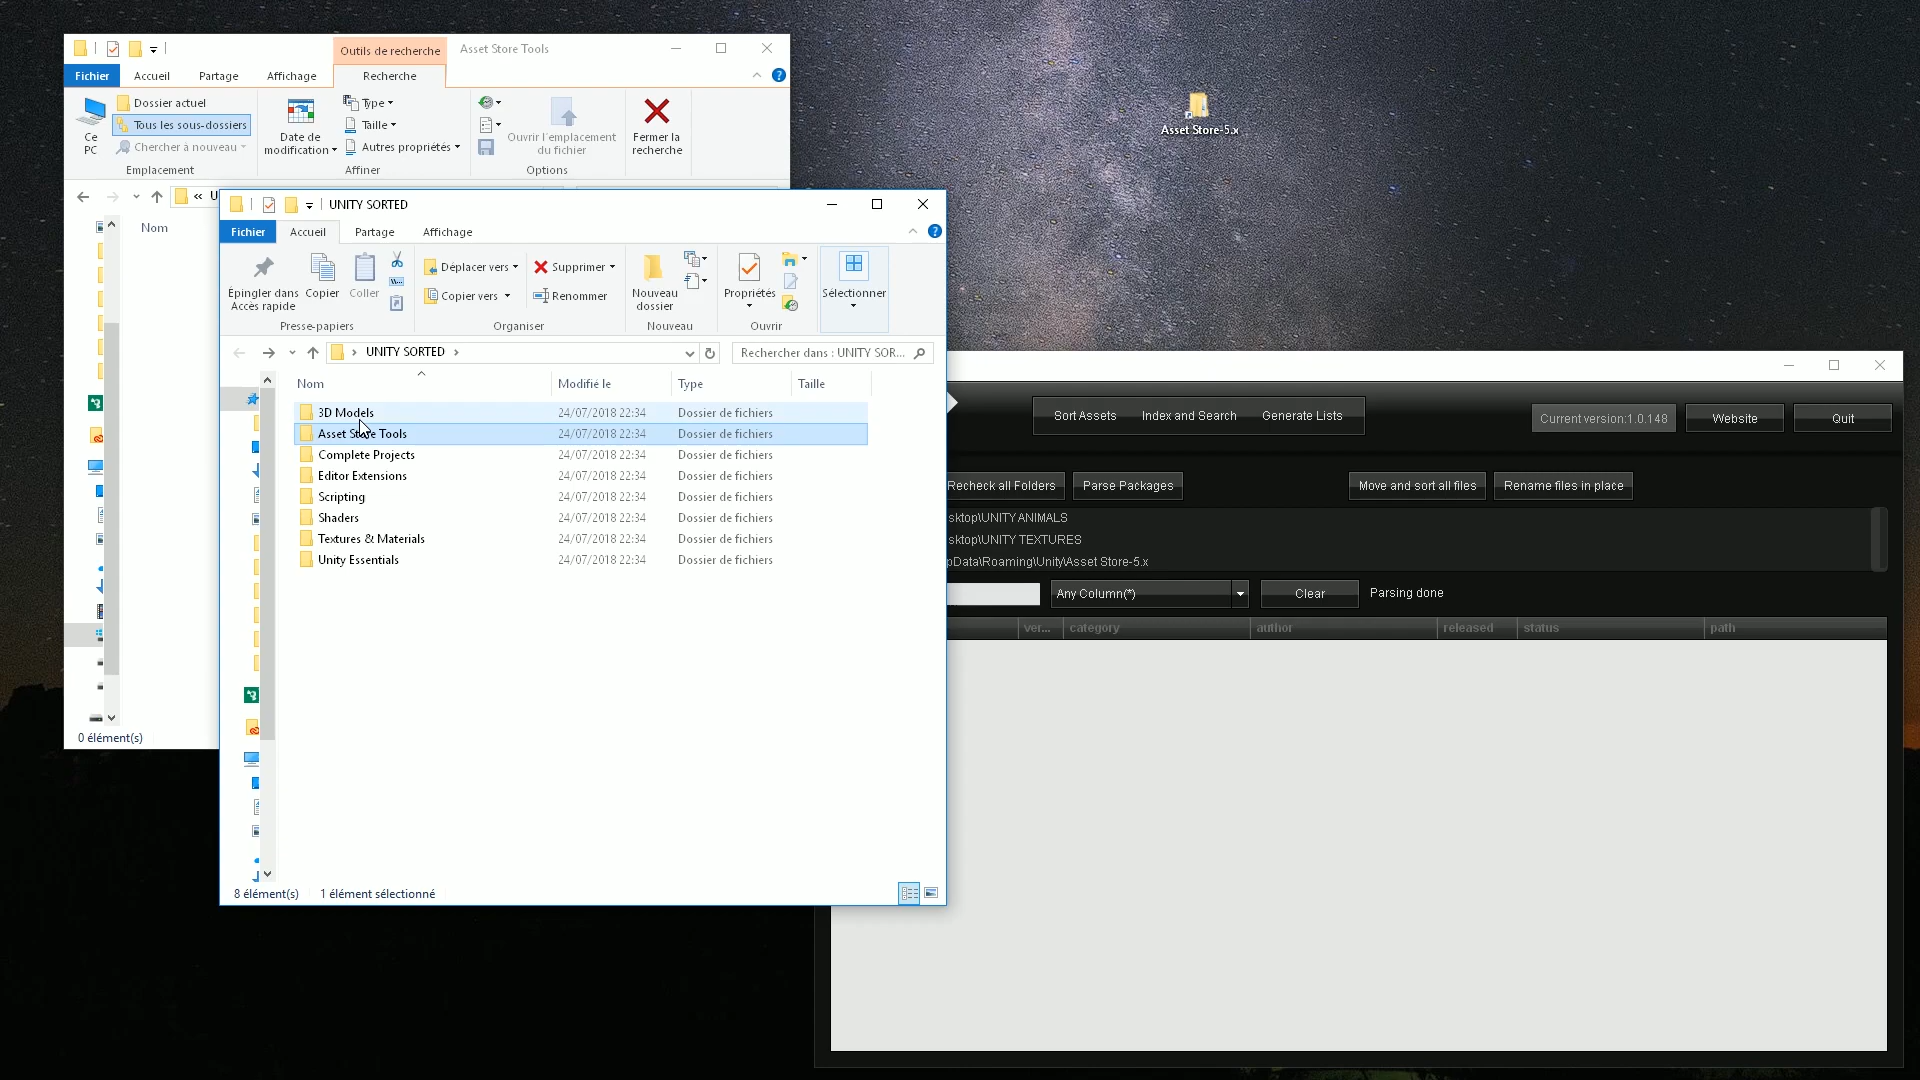 Outils de recherche
Asset Store Tools
Fichier
Accueil
Partage
Affichage
Recherche
Ce PC
Dossier actuel
Tous les sous-dossiers
Chercher à nouveau
Emplacement
Date de modification
Type
Taille
Autres propriétés
Affiner
Ouvrir l'emplacement du fichier
Options
Fermer la recherche
« U
Nom
0 élément(s)
Asset Store-5.x
UNITY SORTED
Fichier
Accueil
Partage
Affichage
Épingler dans Accès rapide
Copier
Coller
Presse-papiers
Déplacer vers
Copier vers
Supprimer
Renommer
Organiser
Nouveau dossier
Nouveau
Propriétés
Ouvrir
Sélectionner
UNITY SORTED
Rechercher dans : UNITY SOR...
Nom
Modifié le
Type
Taille
3D Models 24/07/2018 22:34 Dossier de fichiers
Asset Store Tools 24/07/2018 22:34 Dossier de fichiers
Complete Projects 24/07/2018 22:34 Dossier de fichiers
Editor Extensions 24/07/2018 22:34 Dossier de fichiers
Scripting 24/07/2018 22:34 Dossier de fichiers
Shaders 24/07/2018 22:34 Dossier de fichiers
Textures & Materials 24/07/2018 22:34 Dossier de fichiers
Unity Essentials 24/07/2018 22:34 Dossier de fichiers
8 élément(s)
1 élément sélectionné
Sort Assets
Index and Search
Generate Lists
Current version:1.0.148
Website
Quit
Recheck all Folders
Parse Packages
Move and sort all files
Rename files in place
sktop\UNITY ANIMALS
sktop\UNITY TEXTURES
pData\Roaming\Unity\Asset Store-5.x
Any Column(*)
Clear
Parsing done
ver...
category
author
released
status
path